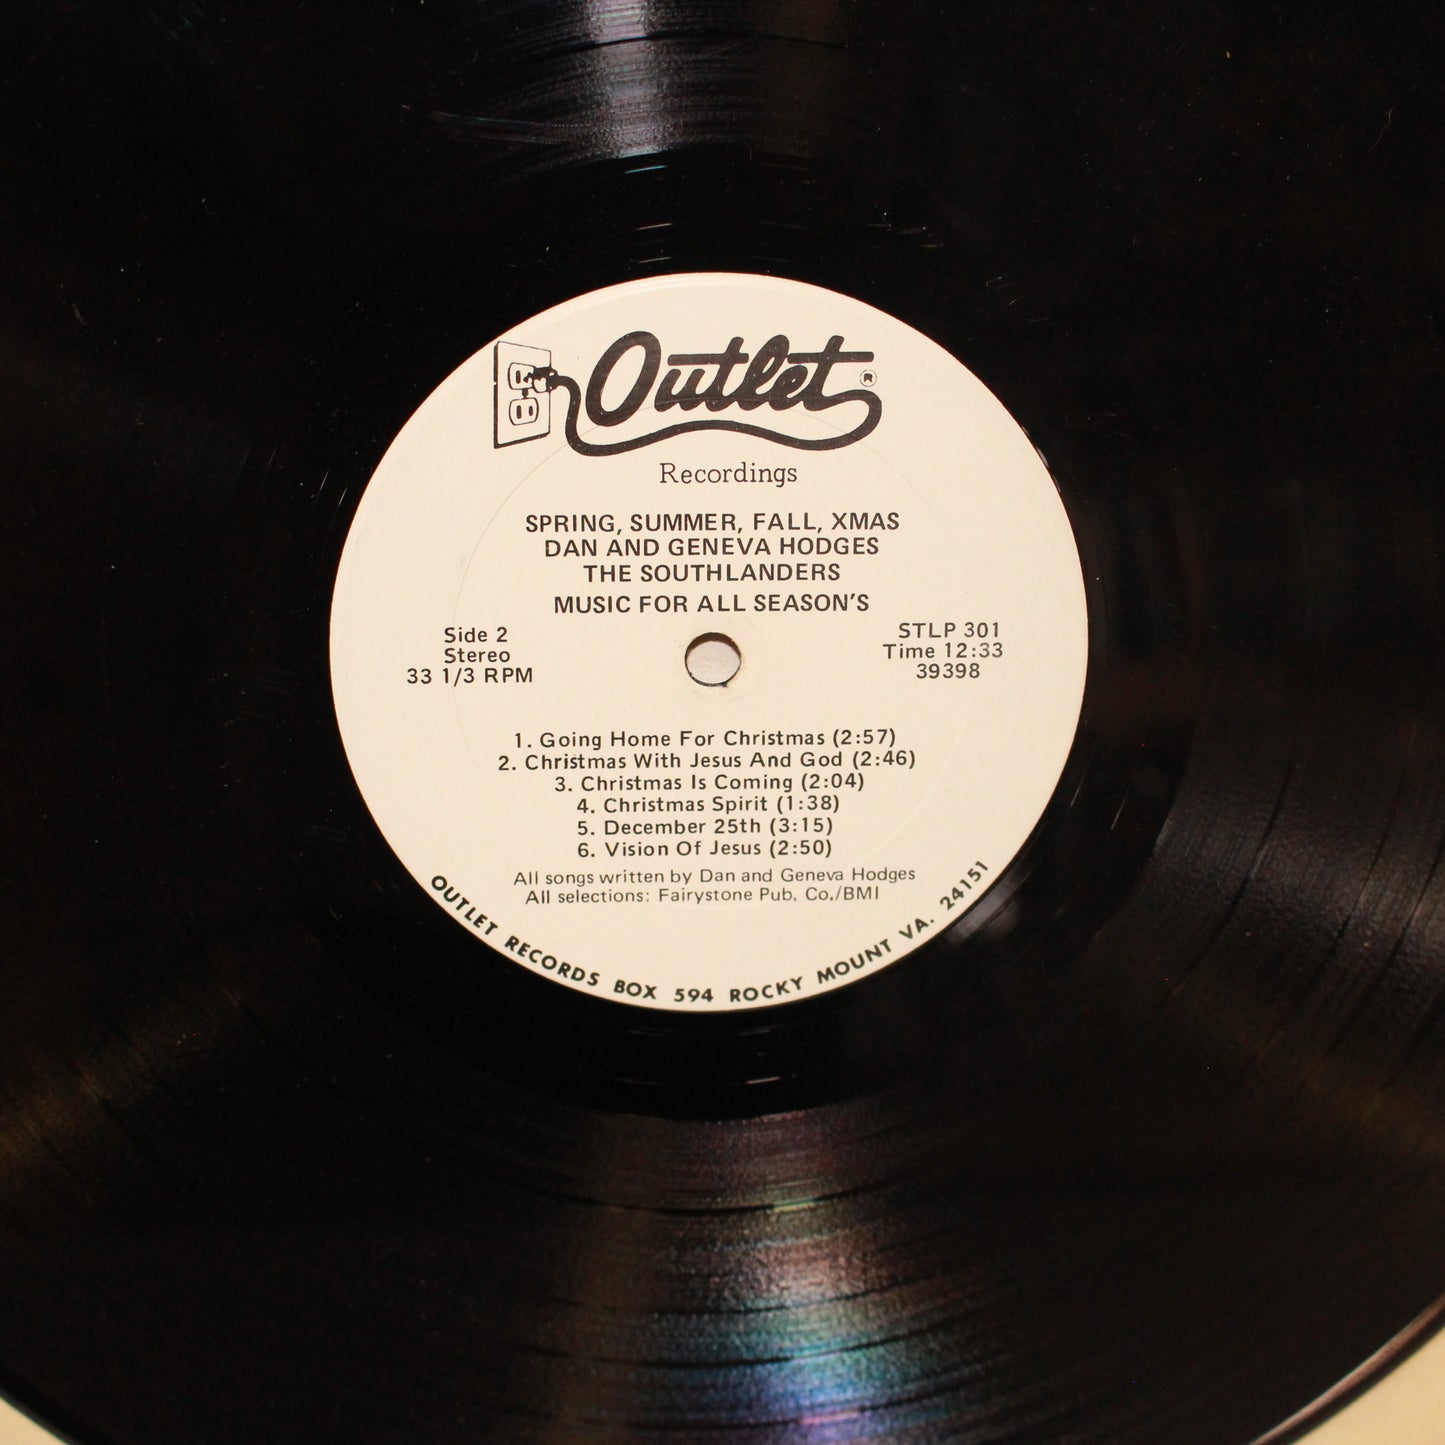 Outlet ®
Recordings
SPRING, SUMMER, FALL, XMAS
DAN AND GENEVA HODGES
THE SOUTHLANDERS
MUSIC FOR ALL SEASON'S
Side 2
Stereo
33 1/3 RPM
STLP 301
Time 12:33
39398
1. Going Home For Christmas (2:57)
2. Christmas With Jesus And God (2:46)
3. Christmas Is Coming (2:04)
4. Christmas Spirit (1:38)
5. December 25th (3:15)
6. Vision Of Jesus (2:50)
All songs written by Dan and Geneva Hodges
All selections: Fairystone Pub. Co./BMI
OUTLET RECORDS BOX 594 ROCKY MOUNT VA. 24151